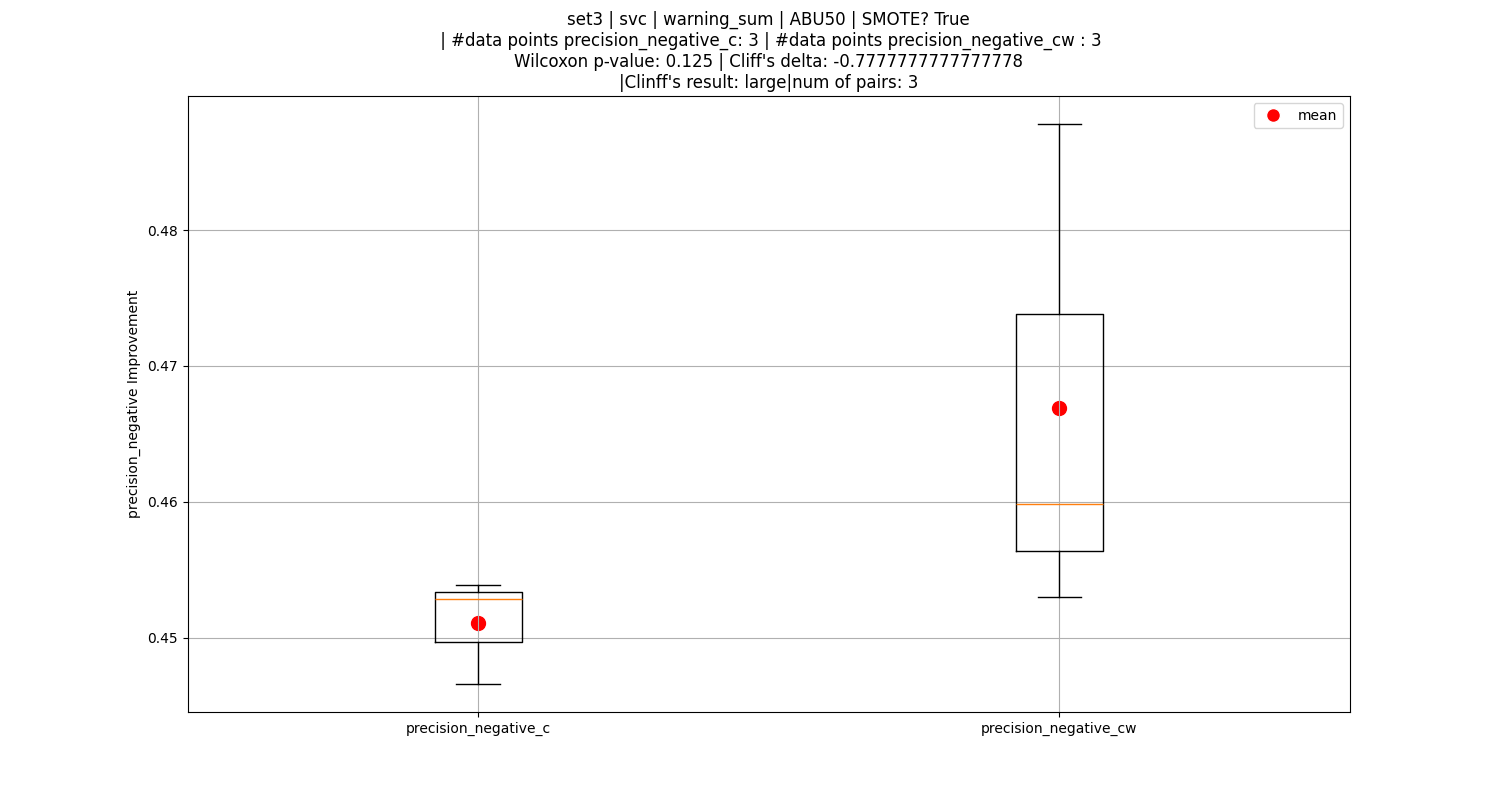 set3 | svc | warning_sum | ABU50 | SMOTE? True
| #data points precision_negative_c: 3 | #data points precision_negative_cw : 3
Wilcoxon p-value: 0.125 | Cliff's delta: -0.7777777777777778
|Clinff's result: large|num of pairs: 3
mean
0.48
0.47
0.46
0.45
precision_negative Improvement
precision_negative_c
precision_negative_cw